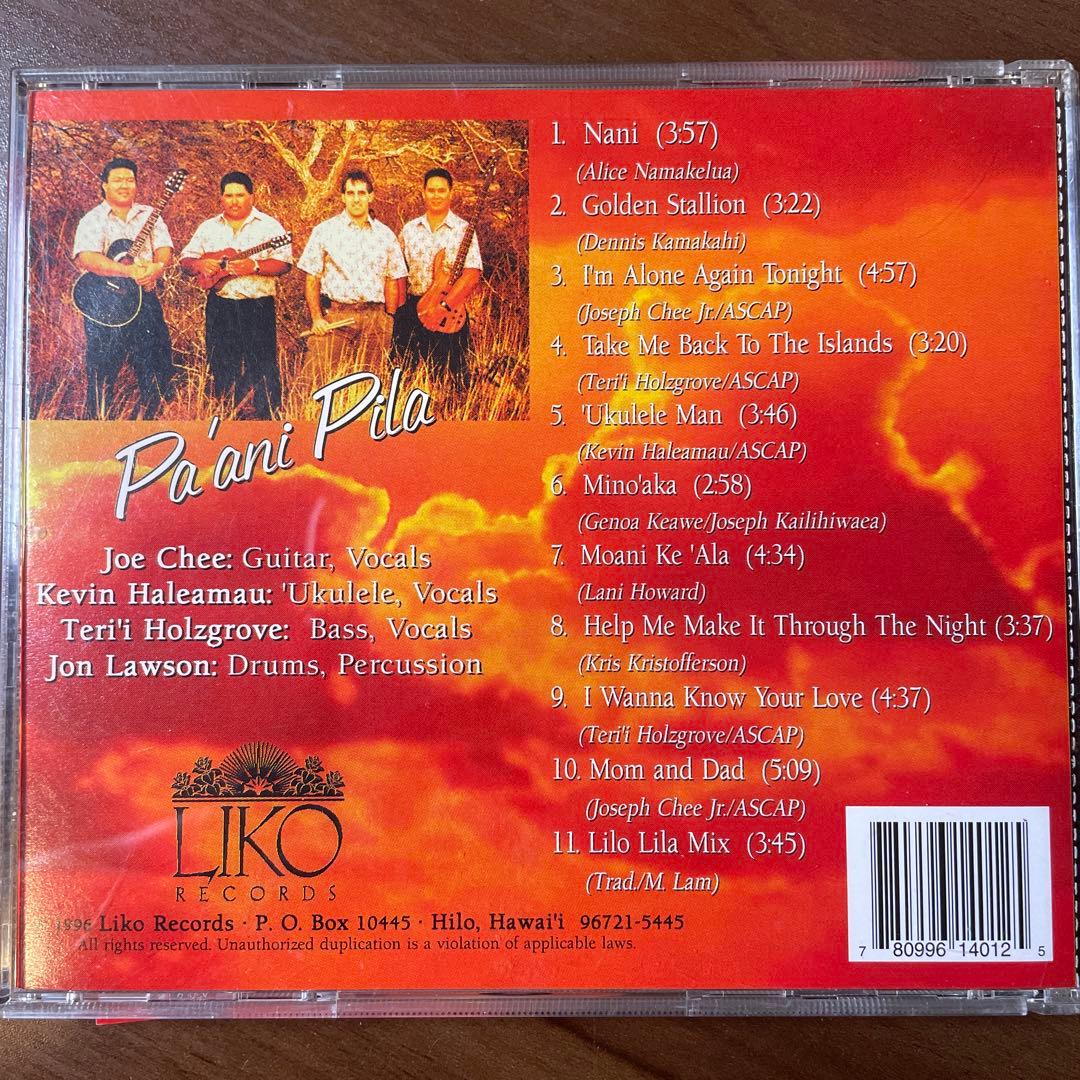 Pa'ani Pila
Joe Chee: Guitar, Vocals
Kevin Haleamau: 'Ukulele, Vocals
Teri'i Holzgrove: Bass, Vocals
Jon Lawson: Drums, Percussion
LIKO
RECORDS
1. Nani (3:57)
(Alice Namakelua)
2. Golden Stallion (3:22)
(Dennis Kamakahi)
3. I'm Alone Again Tonight (4:57)
(Joseph Chee Jr./ASCAP)
4. Take Me Back To The Islands (3:20)
(Teri'i Holzgrove/ASCAP)
5. 'Ukulele Man (3:46)
(Kevin Haleamau/ASCAP)
6. Mino'aka (2:58)
(Genoa Keawe/Joseph Kailihiwaea)
7. Moani Ke 'Ala (4:34)
(Lani Howard)
8. Help Me Make It Through The Night (3:37)
(Kris Kristofferson)
9. I Wanna Know Your Love (4:37)
(Teri'i Holzgrove/ASCAP)
10. Mom and Dad (5:09)
(Joseph Chee Jr./ASCAP)
11. Lilo Lila Mix (3:45)
(Trad./M. Lam)
1996 Liko Records · P. O. Box 10445 · Hilo, Hawai'i 96721-5445
All rights reserved. Unauthorized duplication is a violation of applicable laws.
7 80996 14012 5